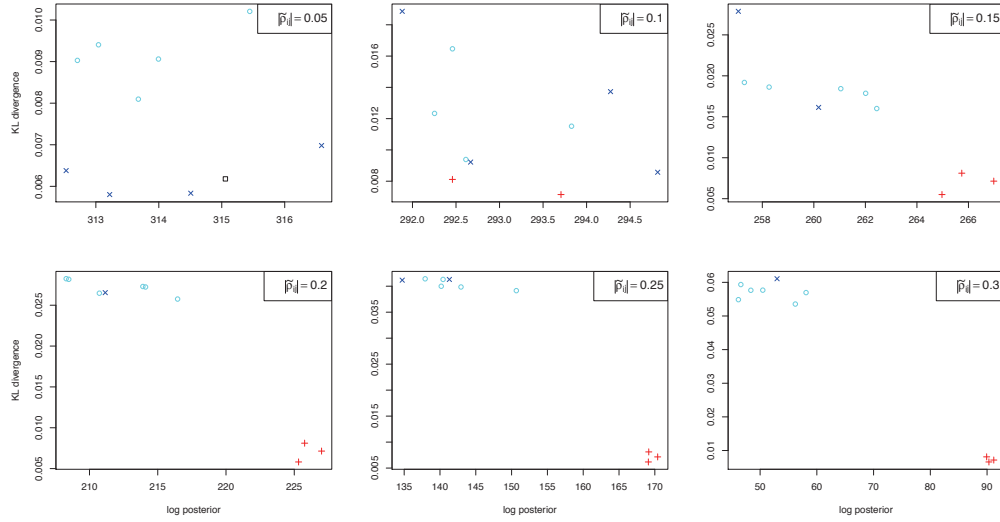 |ρ̃ij| = 0.05
KL divergence
0.006 0.007 0.008 0.009 0.010
313 314 315 316
|ρ̃ij| = 0.1
0.008 0.012 0.016
292.0 292.5 293.0 293.5 294.0 294.5
|ρ̃ij| = 0.15
0.005 0.010 0.015 0.020 0.025
258 260 262 264 266
|ρ̃ij| = 0.2
KL divergence
0.005 0.010 0.015 0.020 0.025
210 215 220 225
log posterior
|ρ̃ij| = 0.25
0.005 0.015 0.025 0.035
135 140 145 150 155 160 165 170
log posterior
|ρ̃ij| = 0.3
0.01 0.02 0.03 0.04 0.05 0.06
50 60 70 80 90
log posterior